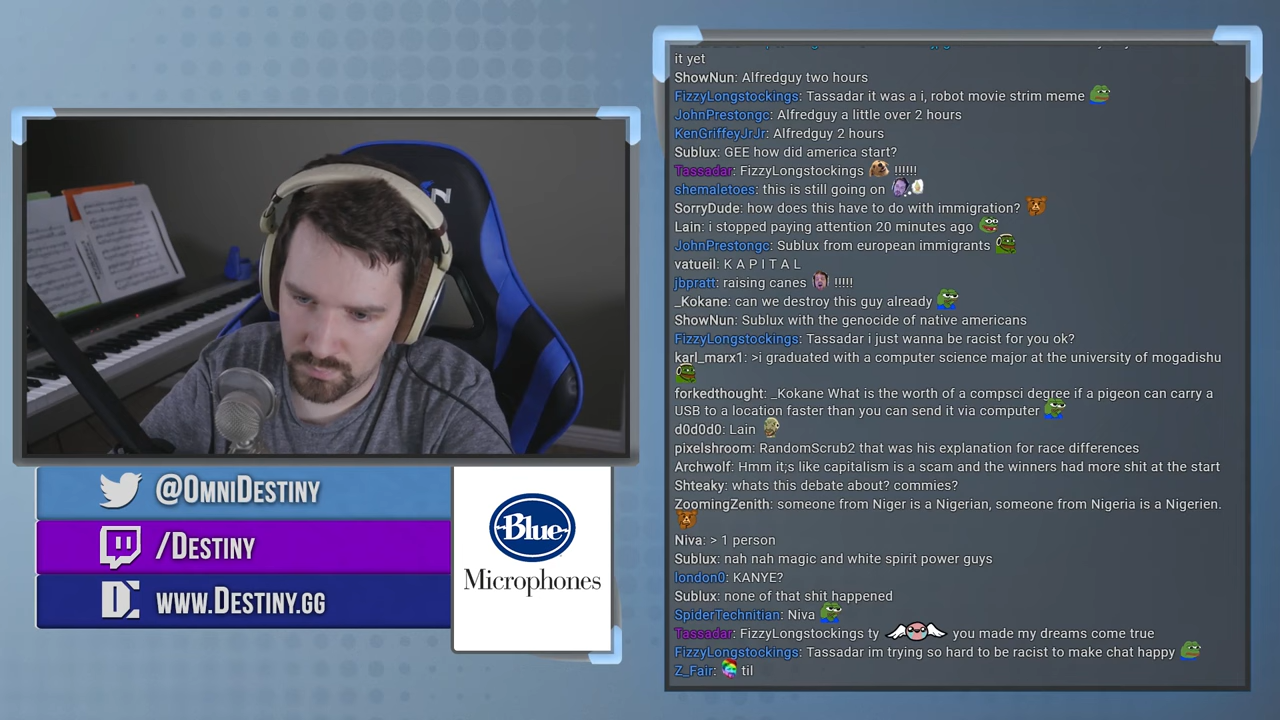 it yet
ShowNun: Alfredguy two hours
FizzyLongstockings: Tassadar it was a i, robot movie strim meme
JohnPrestongc: Alfredguy a little over 2 hours
KenGriffeyJrJr: Alfredguy 2 hours
Sublux: GEE how did america start?
Tassadar: FizzyLongstockings !!!!!!
shemaletoes: this is still going on
SorryDude: how does this have to do with immigration?
Lain: i stopped paying attention 20 minutes ago
JohnPrestongc: Sublux from european immigrants
vatueil: K A P I T A L
jbpratt: raising canes !!!!!
_Kokane: can we destroy this guy already
ShowNun: Sublux with the genocide of native americans
FizzyLongstockings: Tassadar i just wanna be racist for you ok?
karl_marx1: >i graduated with a computer science major at the university of mogadishu
forkedthought: _Kokane What is the worth of a compsci degree if a pigeon can carry a
USB to a location faster than you can send it via computer
d0d0d0: Lain
pixelshroom: RandomScrub2 that was his explanation for race differences
Archwolf: Hmm it;s like capitalism is a scam and the winners had more shit at the start
Shteaky: whats this debate about? commies?
ZoomingZenith: someone from Niger is a Nigerian, someone from Nigeria is a Nigerien.
Niva: > 1 person
Sublux: nah nah magic and white spirit power guys
london0: KANYE?
Sublux: none of that shit happened
SpiderTechnitian: Niva
Tassadar: FizzyLongstockings ty you made my dreams come true
FizzyLongstockings: Tassadar im trying so hard to be racist to make chat happy
Z_Fair: til
N
@OmniDestiny
/Destiny
www.Destiny.gg
Blue
Microphones